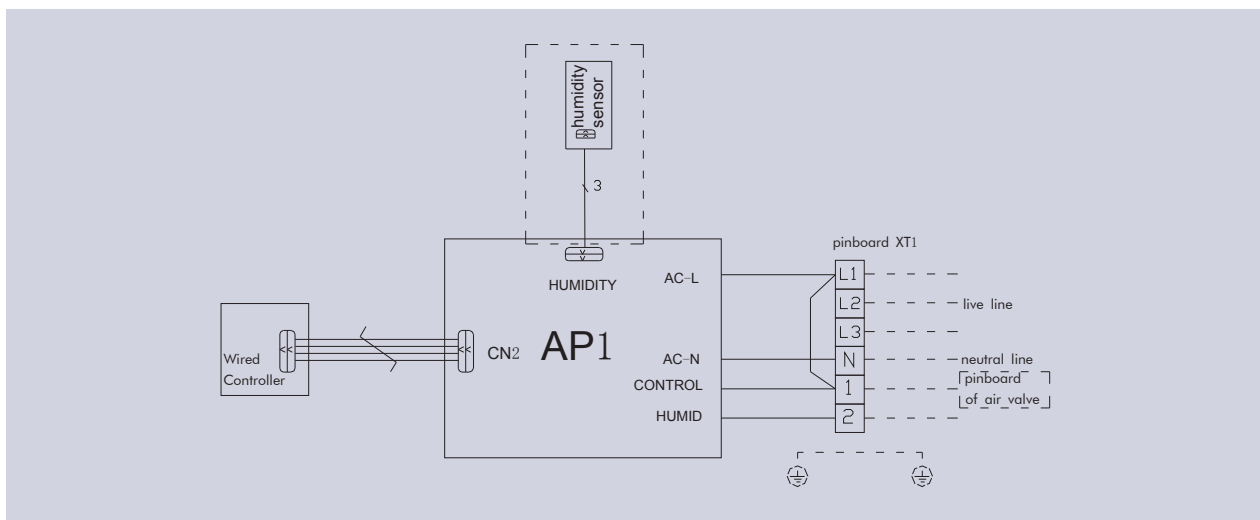 humidity
sensor
3
pinboard XT1
HUMIDITY
AC-L
L1
L2
live line
L3
Wired
Controller
CN2
AP1
AC-N
N
neutral line
CONTROL
1
pinboard
of air valve
HUMID
2